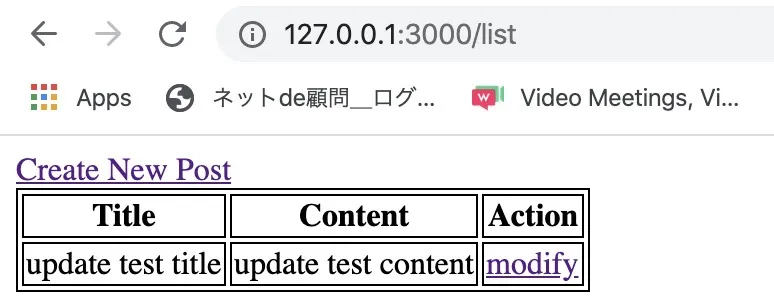 127.0.0.1:3000/list
Apps ネットde顧問__ログ... Video Meetings, Vi...
Create New Post
Title Content Action
update test title update test content modify